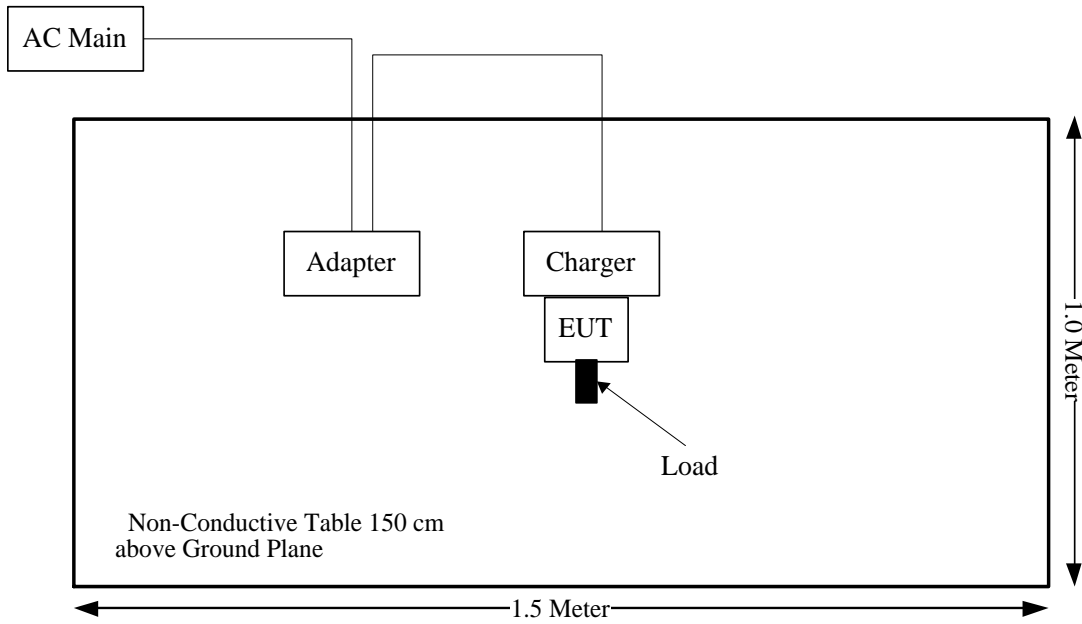 AC Main
Adapter
Charger
EUT
Load
1.0 Meter
Non-Conductive Table 150 cm
above Ground Plane
1.5 Meter